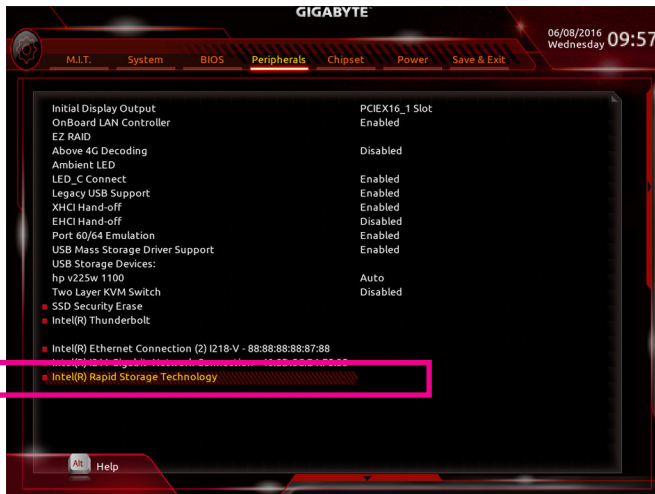 GIGABYTE
06/08/2016
Wednesday 09:57
M.I.T. System BIOS Peripherals Chipset Power Save & Exit
Initial Display Output PCIEX16_1 Slot
OnBoard LAN Controller Enabled
EZ RAID
Above 4G Decoding Disabled
Ambient LED
LED_C Connect Enabled
Legacy USB Support Enabled
XHCI Hand-off Enabled
EHCI Hand-off Disabled
Port 60/64 Emulation Enabled
USB Mass Storage Driver Support Enabled
USB Storage Devices:
hp v225w 1100 Auto
Two Layer KVM Switch Disabled
SSD Security Erase
Intel(R) Thunderbolt
Intel(R) Ethernet Connection (2) I218-V - 88:88:88:88:87:88
Gigabit Network Connection
Intel(R) Rapid Storage Technology
Alt Help